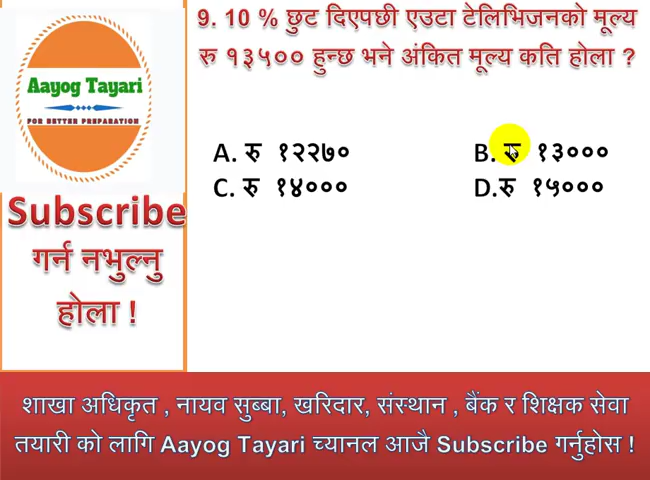 9. 10 % छुट दिएपछी एउटा टेलिभिजनको मूल्य
रु १३५०० हुन्छ भने अंकित मूल्य कति होला ?
Aayog Tayari
FOR BETTER PREPARATION
A. रु १२२७०
B. रु १३०००
C. रु १४०००
D.रु १५०००
Subscribe
गर्न नभुल्नु
होला !
शाखा अधिकृत , नायव सुब्बा, खरिदार, संस्थान , बैंक र शिक्षक सेवा
तयारी को लागि Aayog Tayari च्यानल आजै Subscribe गर्नुहोस !